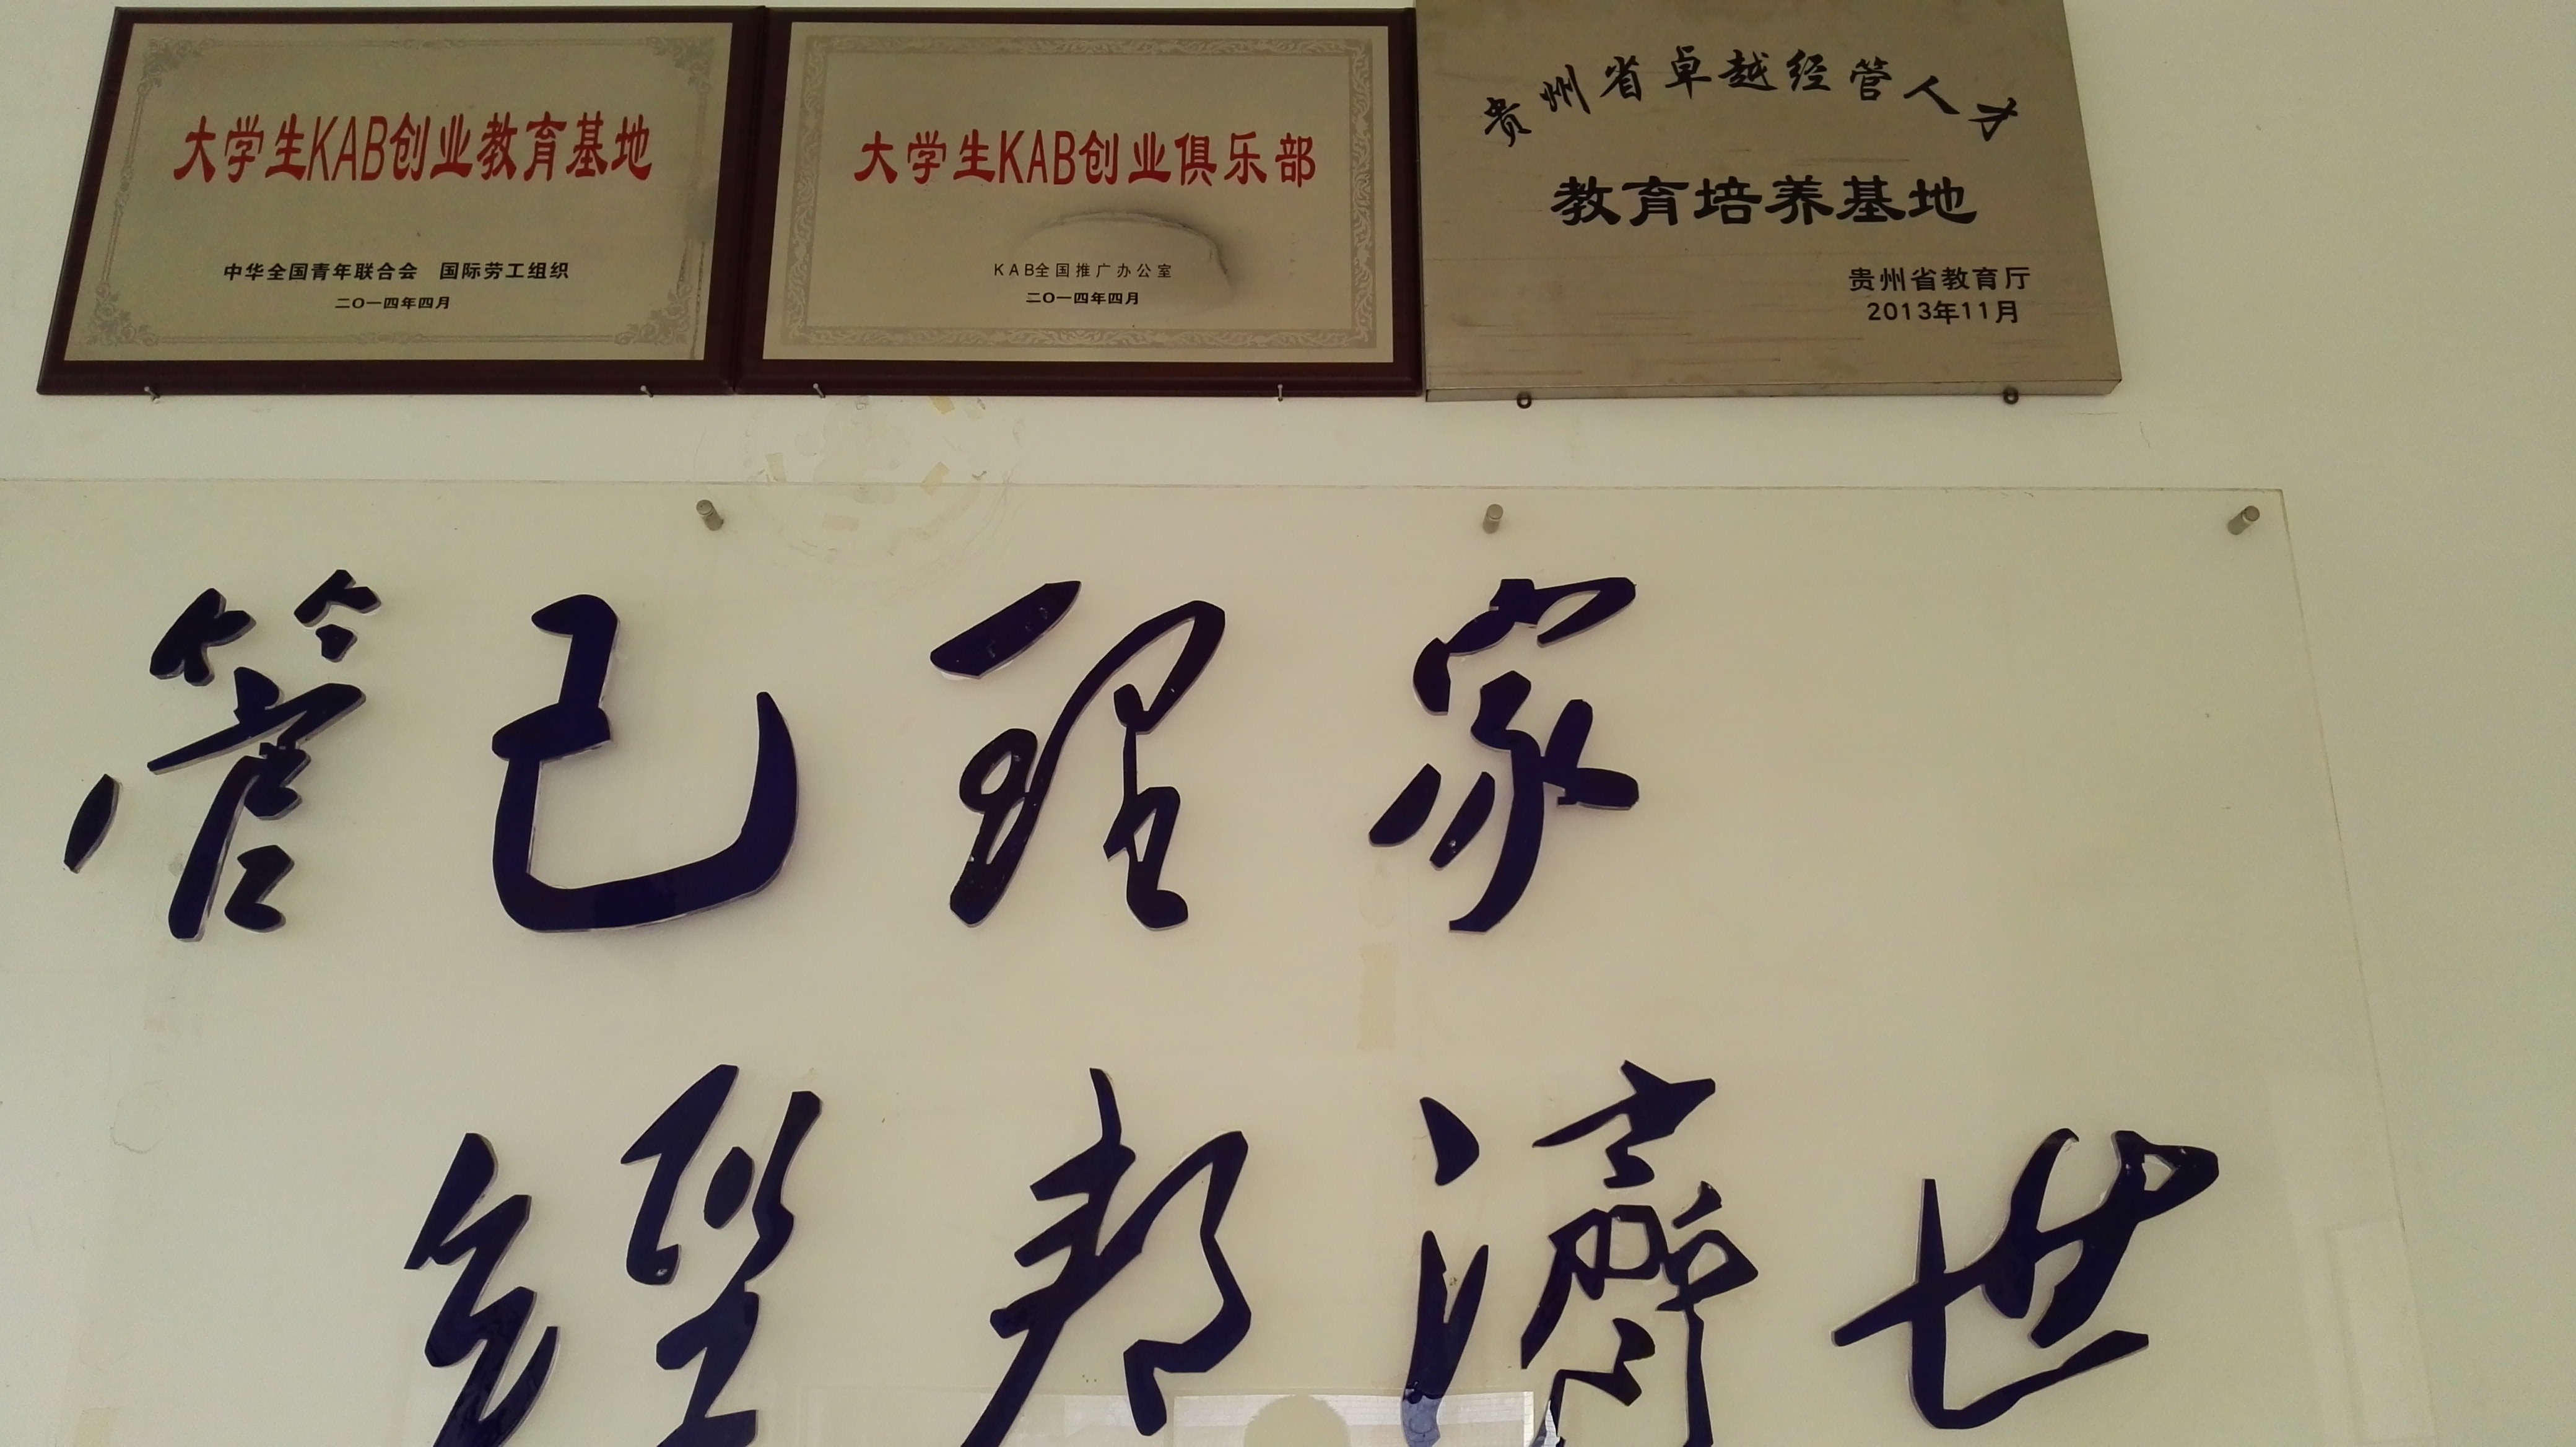 大学生KAB创业教育基地
中华全国青年联合会 国际劳工组织
二〇一四年四月
大学生KAB创业俱乐部
KAB全国推广办公室
二〇一四年四月
贵州省卓越经管人才
教育培养基地
贵州省教育厅
2013年11月
管己理家
經邦濟世